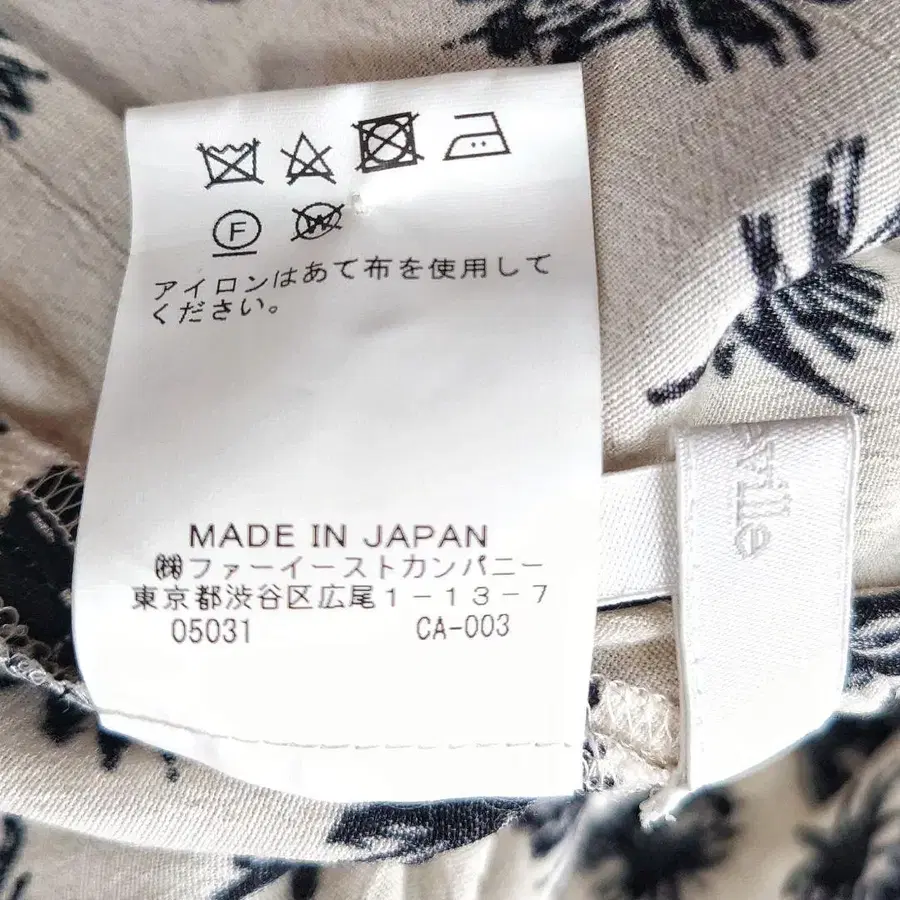 F
W
アイロンはあて布を使用して
ください。
MADE IN JAPAN
㈱ファーイーストカンパニー
東京都渋谷区広尾1-13-7
05031 CA-003